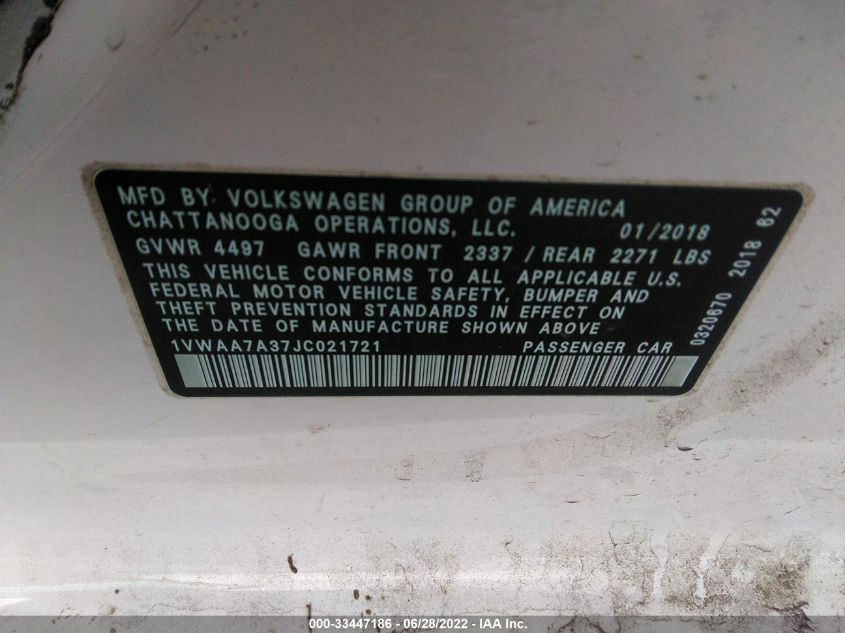 MFD BY VOLKSWAGEN GROUP OF AMERICA
CHATTANOOGA OPERATIONS, LLC. 01/2018
GVWR 4497 GAWR FRONT 2337 / REAR 2271 LBS
THIS VEHICLE CONFORMS TO ALL APPLICABLE U.S.
FEDERAL MOTOR VEHICLE SAFETY, BUMPER AND
THEFT PREVENTION STANDARDS IN EFFECT ON
THE DATE OF MANUFACTURE SHOWN ABOVE
1VWAA7A37JC021721 PASSENGER CAR
0320670 2018 62
000-33447186 - 06/28/2022 - IAA Inc.